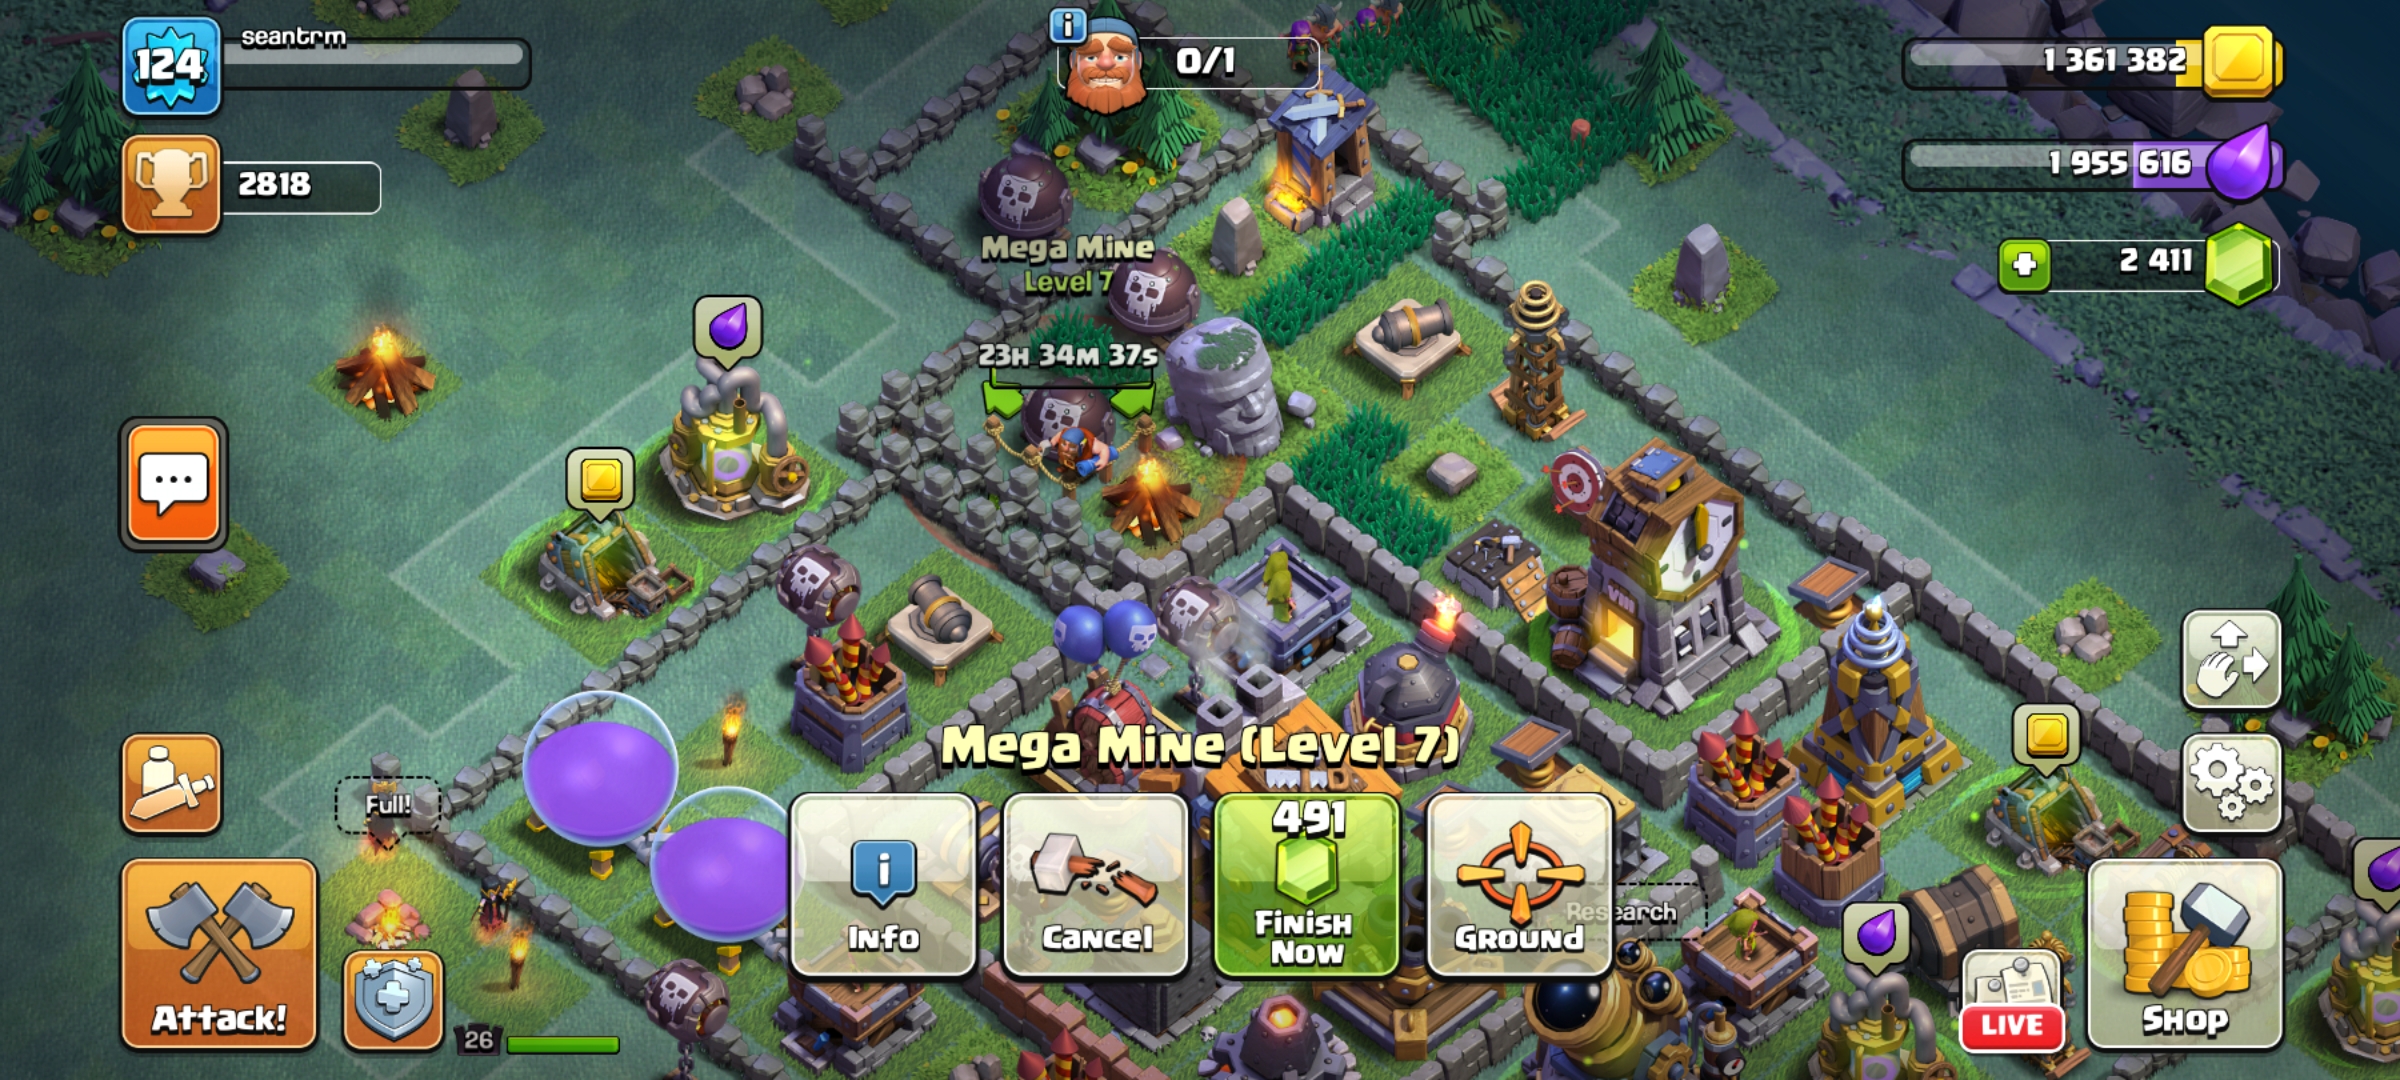 124
seantrm
i
0/1
1 361 382
2818
1 955 616
2 411
Mega Mine
Level 7
23H 34M 37s
VIII
Mega Mine (Level 7)
Full!
i
Info
Cancel
491
Finish
Now
Ground
Research
Attack!
26
LIVE
Shop